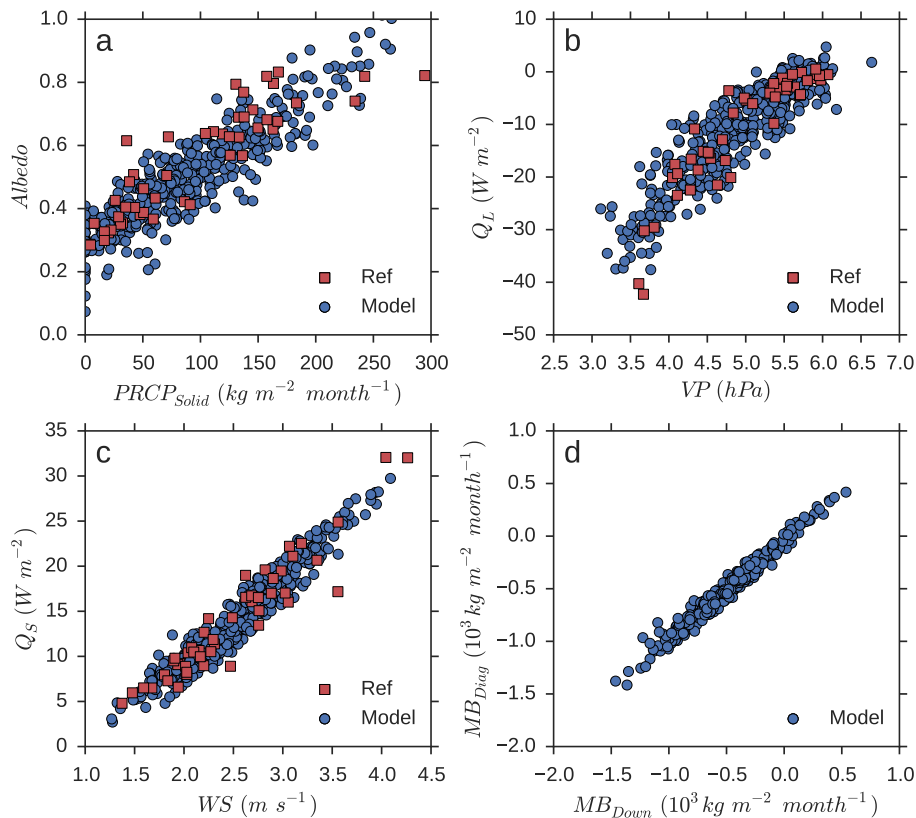 a
1.0
0.8
0.6
0.4
0.2
0.0
Albedo
Ref
Model
0 50 100 150 200 250 300
PRCP_Solid (kg m⁻² month⁻¹)
b
0
−10
−20
−30
−40
−50
Q_L (W m⁻²)
Ref
Model
2.5 3.0 3.5 4.0 4.5 5.0 5.5 6.0 6.5 7.0
VP (hPa)
c
35
30
25
20
15
10
5
0
Q_S (W m⁻²)
Ref
Model
1.0 1.5 2.0 2.5 3.0 3.5 4.0 4.5
WS (m s⁻¹)
d
1.0
0.5
0.0
−0.5
−1.0
−1.5
−2.0
MB_Diag (10³ kg m⁻² month⁻¹)
Model
−2.0 −1.5 −1.0 −0.5 0.0 0.5 1.0
MB_Down (10³ kg m⁻² month⁻¹)